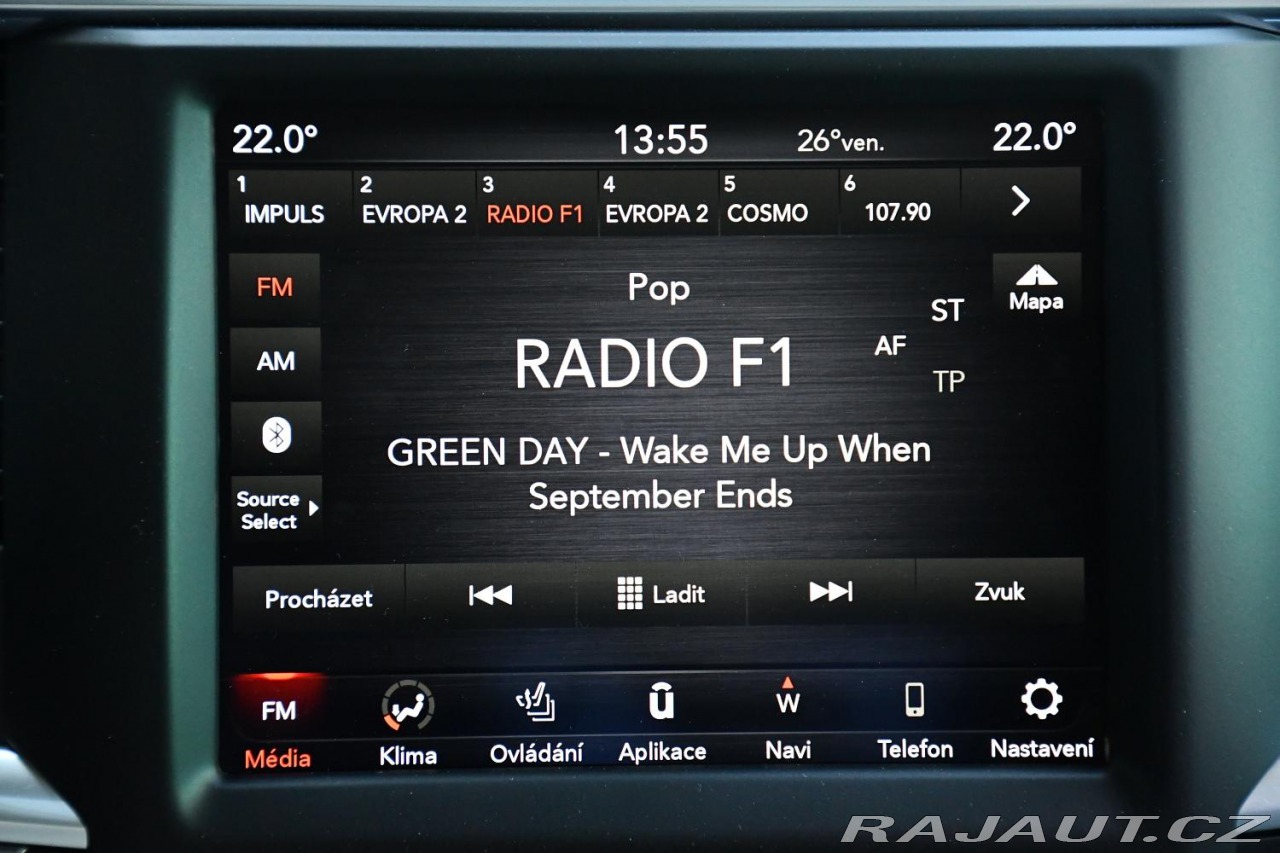 22.0° 13:55 26°ven. 22.0°
1 2 3 4 5 6
IMPULS EVROPA 2 RADIO F1 EVROPA 2 COSMO 107.90
FM
Pop
Mapa
ST
AM
RADIO F1
AF
TP
GREEN DAY - Wake Me Up When
September Ends
Source
Select
Procházet Ladit Zvuk
FM ü W
Média Klima Ovládání Aplikace Navi Telefon Nastavení
RAJAUT.CZ